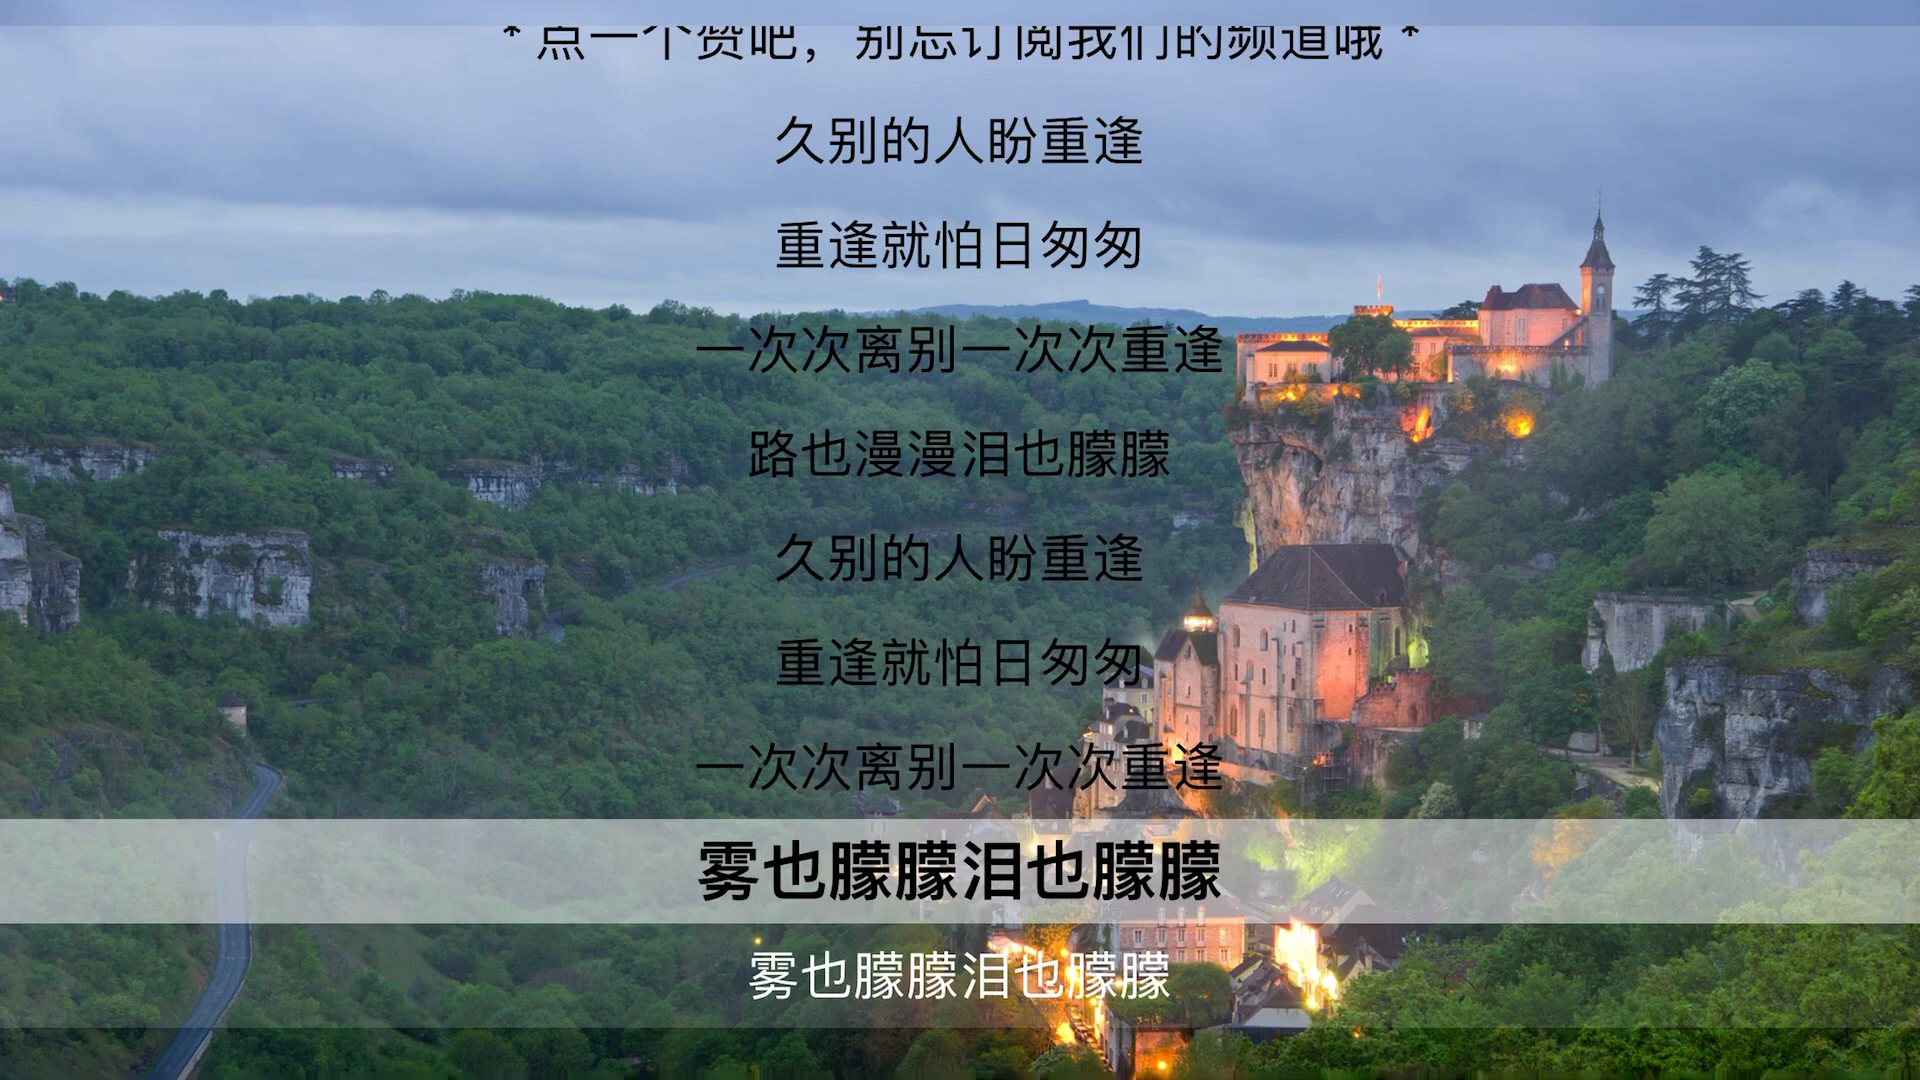 * 点一个赞吧，别忘订阅我们的频道哦 *
久别的人盼重逢
重逢就怕日匆匆
一次次离别一次次重逢
路也漫漫泪也朦朦
久别的人盼重逢
重逢就怕日匆匆
一次次离别一次次重逢
雾也朦朦泪也朦朦
雾也朦朦泪也朦朦